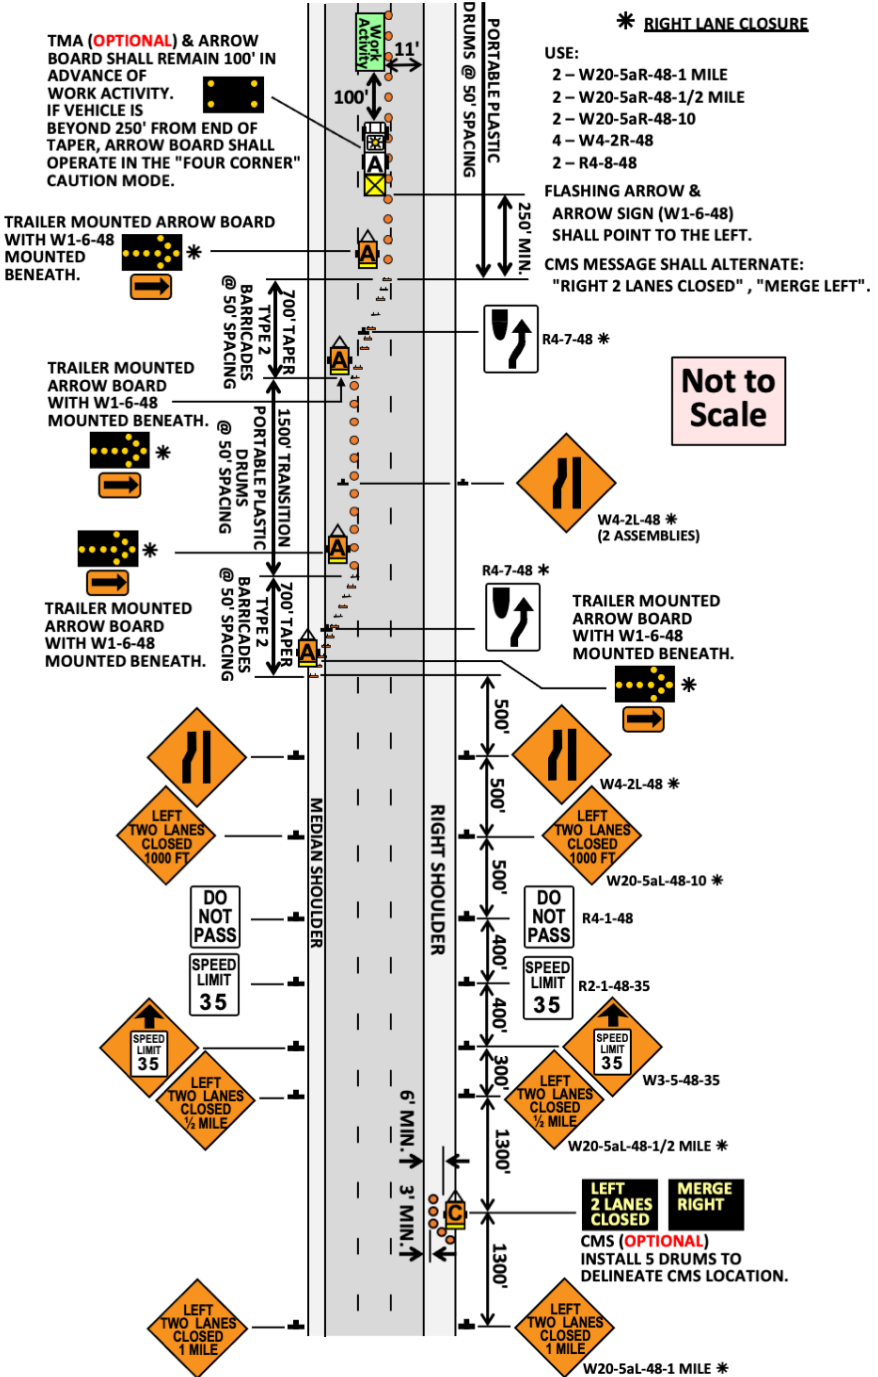 ✳ RIGHT LANE CLOSURE
USE:
2 – W20-5aR-48-1 MILE
2 – W20-5aR-48-1/2 MILE
2 – W20-5aR-48-10
4 – W4-2R-48
2 – R4-8-48
FLASHING ARROW &
ARROW SIGN (W1-6-48)
SHALL POINT TO THE LEFT.
CMS MESSAGE SHALL ALTERNATE:
"RIGHT 2 LANES CLOSED" , "MERGE LEFT".
TMA (OPTIONAL) & ARROW
BOARD SHALL REMAIN 100' IN
ADVANCE OF
WORK ACTIVITY.
IF VEHICLE IS
BEYOND 250' FROM END OF
TAPER, ARROW BOARD SHALL
OPERATE IN THE "FOUR CORNER"
CAUTION MODE.
Work
Activity
11'
100'
A
PORTABLE PLASTIC
DRUMS @ 50' SPACING
250' MIN.
TRAILER MOUNTED ARROW BOARD
WITH W1-6-48
MOUNTED
BENEATH.
✳
A
700' TAPER
TYPE 2
BARRICADES
@ 50' SPACING
R4-7-48 ✳
A
TRAILER MOUNTED
ARROW BOARD
WITH W1-6-48
MOUNTED BENEATH.
✳
Not to
Scale
1500' TRANSITION
PORTABLE PLASTIC
DRUMS
@ 50' SPACING
W4-2L-48 ✳
(2 ASSEMBLIES)
A
✳
TRAILER MOUNTED
ARROW BOARD
WITH W1-6-48
MOUNTED BENEATH.
700' TAPER
TYPE 2
BARRICADES
@ 50' SPACING
R4-7-48 ✳
A
TRAILER MOUNTED
ARROW BOARD
WITH W1-6-48
MOUNTED BENEATH.
✳
500'
W4-2L-48 ✳
500'
MEDIAN SHOULDER
RIGHT SHOULDER
LEFT
TWO LANES
CLOSED
1000 FT
LEFT
TWO LANES
CLOSED
1000 FT
W20-5aL-48-10 ✳
500'
DO
NOT
PASS
DO
NOT
PASS
R4-1-48
400'
SPEED
LIMIT
35
SPEED
LIMIT
35
R2-1-48-35
400'
SPEED
LIMIT
35
SPEED
LIMIT
35
W3-5-48-35
300'
LEFT
TWO LANES
CLOSED
½ MILE
LEFT
TWO LANES
CLOSED
½ MILE
W20-5aL-48-1/2 MILE ✳
6' MIN.
1300'
3' MIN.
C
LEFT
2 LANES
CLOSED
MERGE
RIGHT
CMS (OPTIONAL)
INSTALL 5 DRUMS TO
DELINEATE CMS LOCATION.
1300'
LEFT
TWO LANES
CLOSED
1 MILE
LEFT
TWO LANES
CLOSED
1 MILE
W20-5aL-48-1 MILE ✳